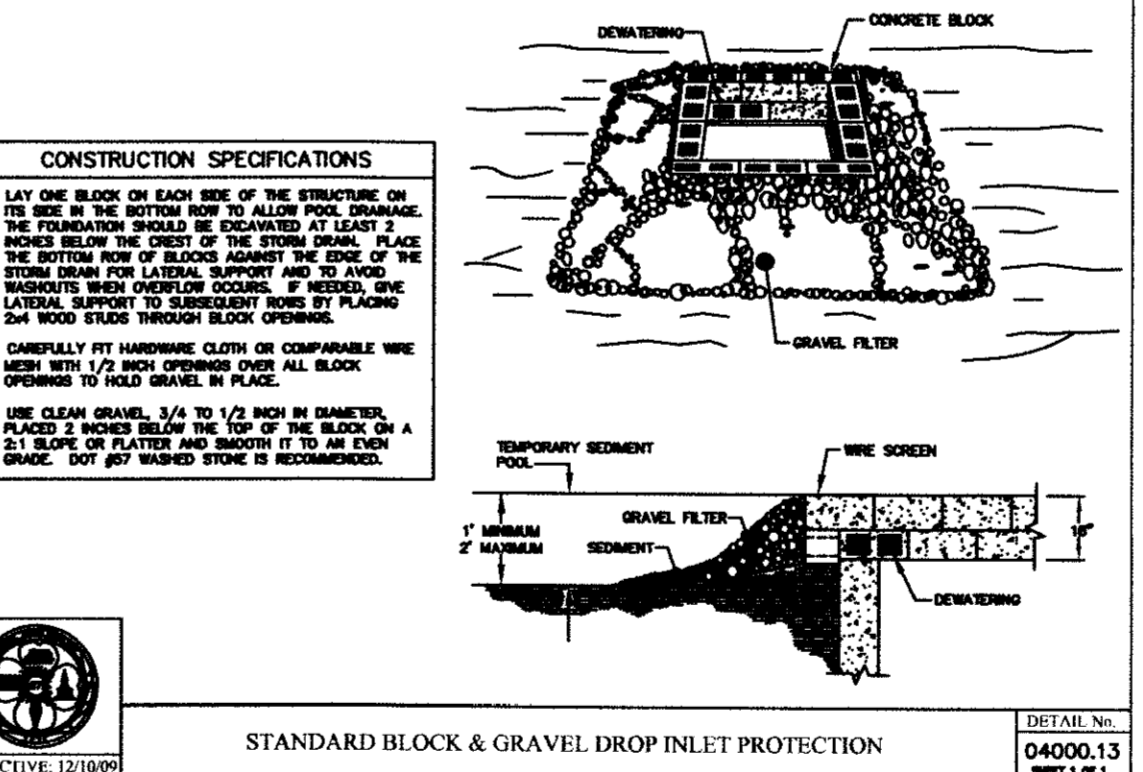 DEWATERING
CONCRETE BLOCK
GRAVEL FILTER
CONSTRUCTION SPECIFICATIONS
LAY ONE BLOCK ON EACH SIDE OF THE STRUCTURE ON
ITS SIDE IN THE BOTTOM ROW TO ALLOW POOL DRAINAGE.
THE FOUNDATION SHOULD BE EXCAVATED AT LEAST 2
INCHES BELOW THE CREST OF THE STORM DRAIN. PLACE
THE BOTTOM ROW OF BLOCKS AGAINST THE EDGE OF THE
STORM DRAIN FOR LATERAL SUPPORT AND TO AVOID
WASHOUTS WHEN OVERFLOW OCCURS. IF NEEDED, GIVE
LATERAL SUPPORT TO SUBSEQUENT ROWS BY PLACING
2x4 WOOD STUDS THROUGH BLOCK OPENINGS.
CAREFULLY FIT HARDWARE CLOTH OR COMPARABLE WIRE
MESH WITH 1/2 INCH OPENINGS OVER ALL BLOCK
OPENINGS TO HOLD GRAVEL IN PLACE.
USE CLEAN GRAVEL, 3/4 TO 1/2 INCH IN DIAMETER,
PLACED 2 INCHES BELOW THE TOP OF THE BLOCK ON A
2:1 SLOPE OR FLATTER AND SMOOTH IT TO AN EVEN
GRADE. DOT #57 WASHED STONE IS RECOMMENDED.
TEMPORARY SEDIMENT
POOL
WIRE SCREEN
GRAVEL FILTER
1' MINIMUM
2' MAXIMUM
SEDIMENT
16"
DEWATERING
CTIVE: 12/10/09
STANDARD BLOCK & GRAVEL DROP INLET PROTECTION
DETAIL No.
04000.13
SHEET 1 OF 1